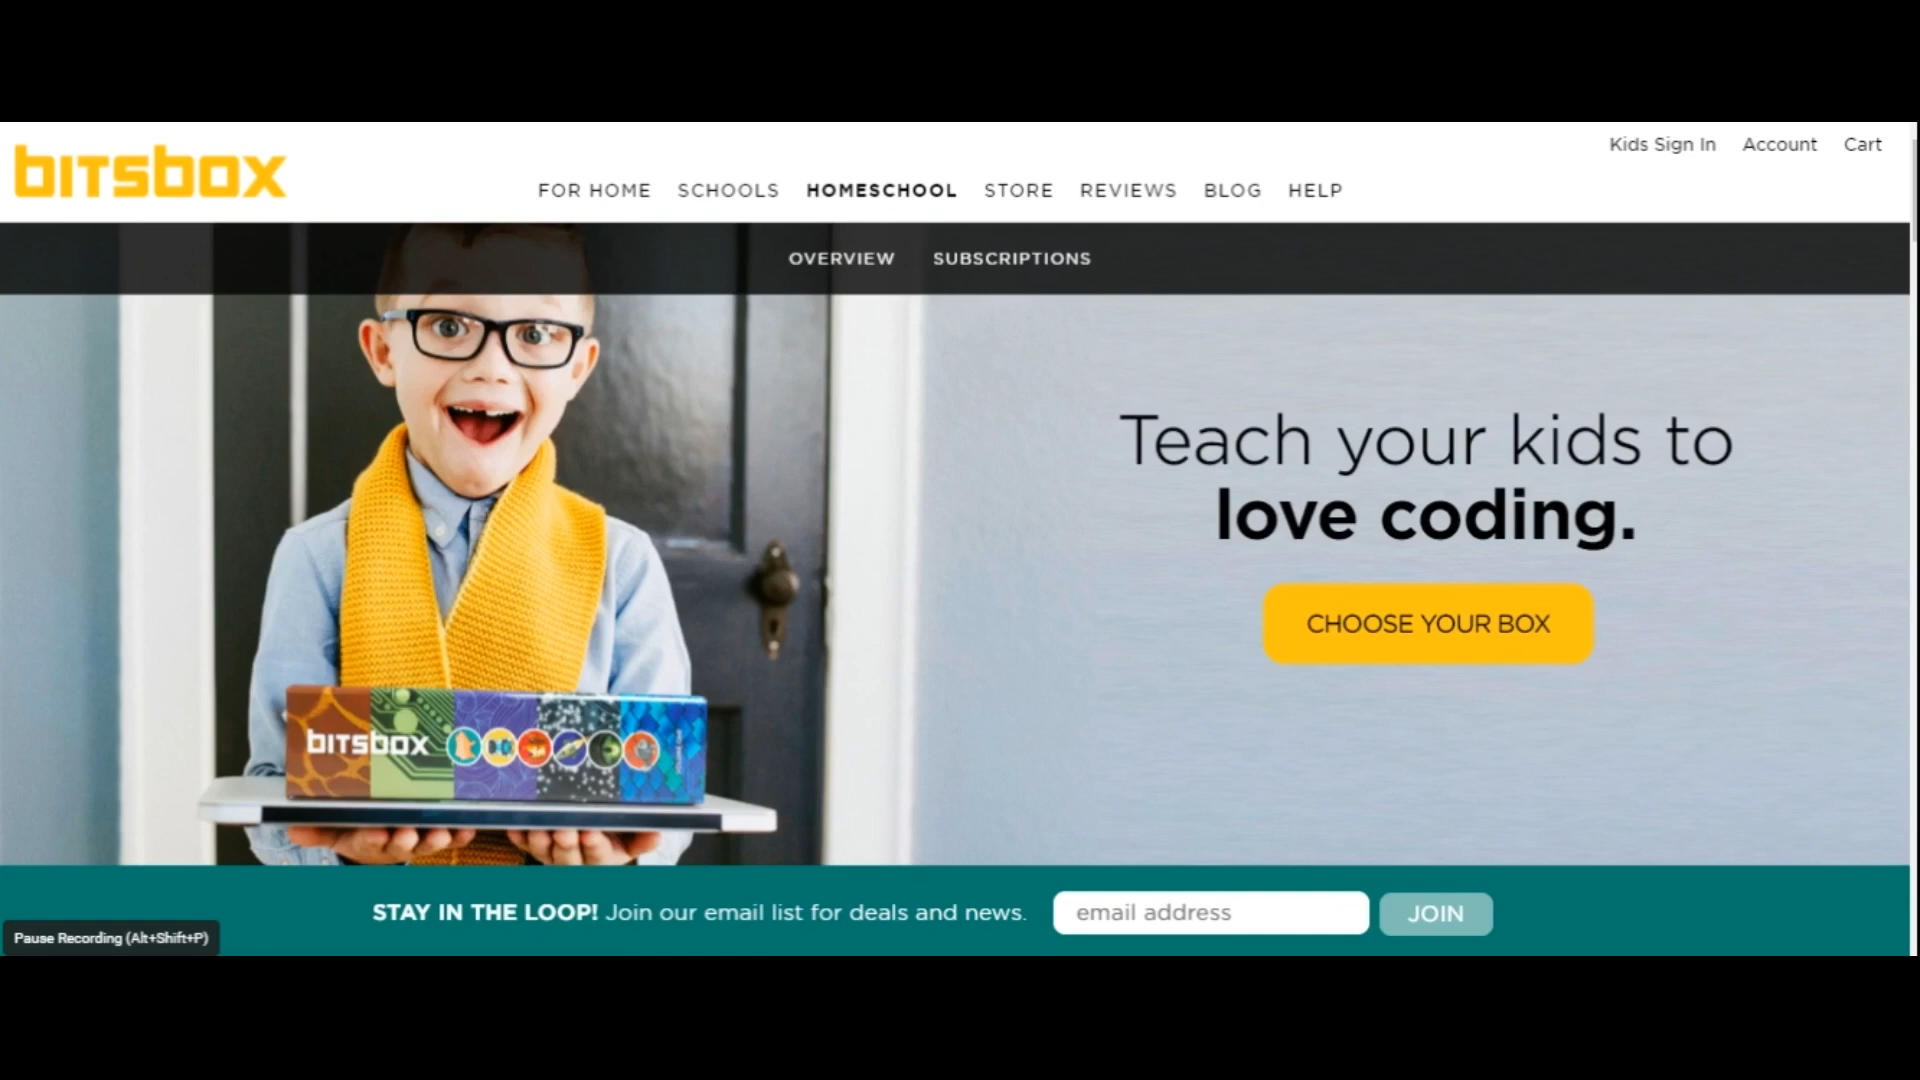 bitsbox
Kids Sign In Account Cart
FOR HOME SCHOOLS HOMESCHOOL STORE REVIEWS BLOG HELP
OVERVIEW SUBSCRIPTIONS
Teach your kids to
love coding.
CHOOSE YOUR BOX
bitsbox
STAY IN THE LOOP! Join our email list for deals and news. email address JOIN
Pause Recording (Alt+Shift+P)